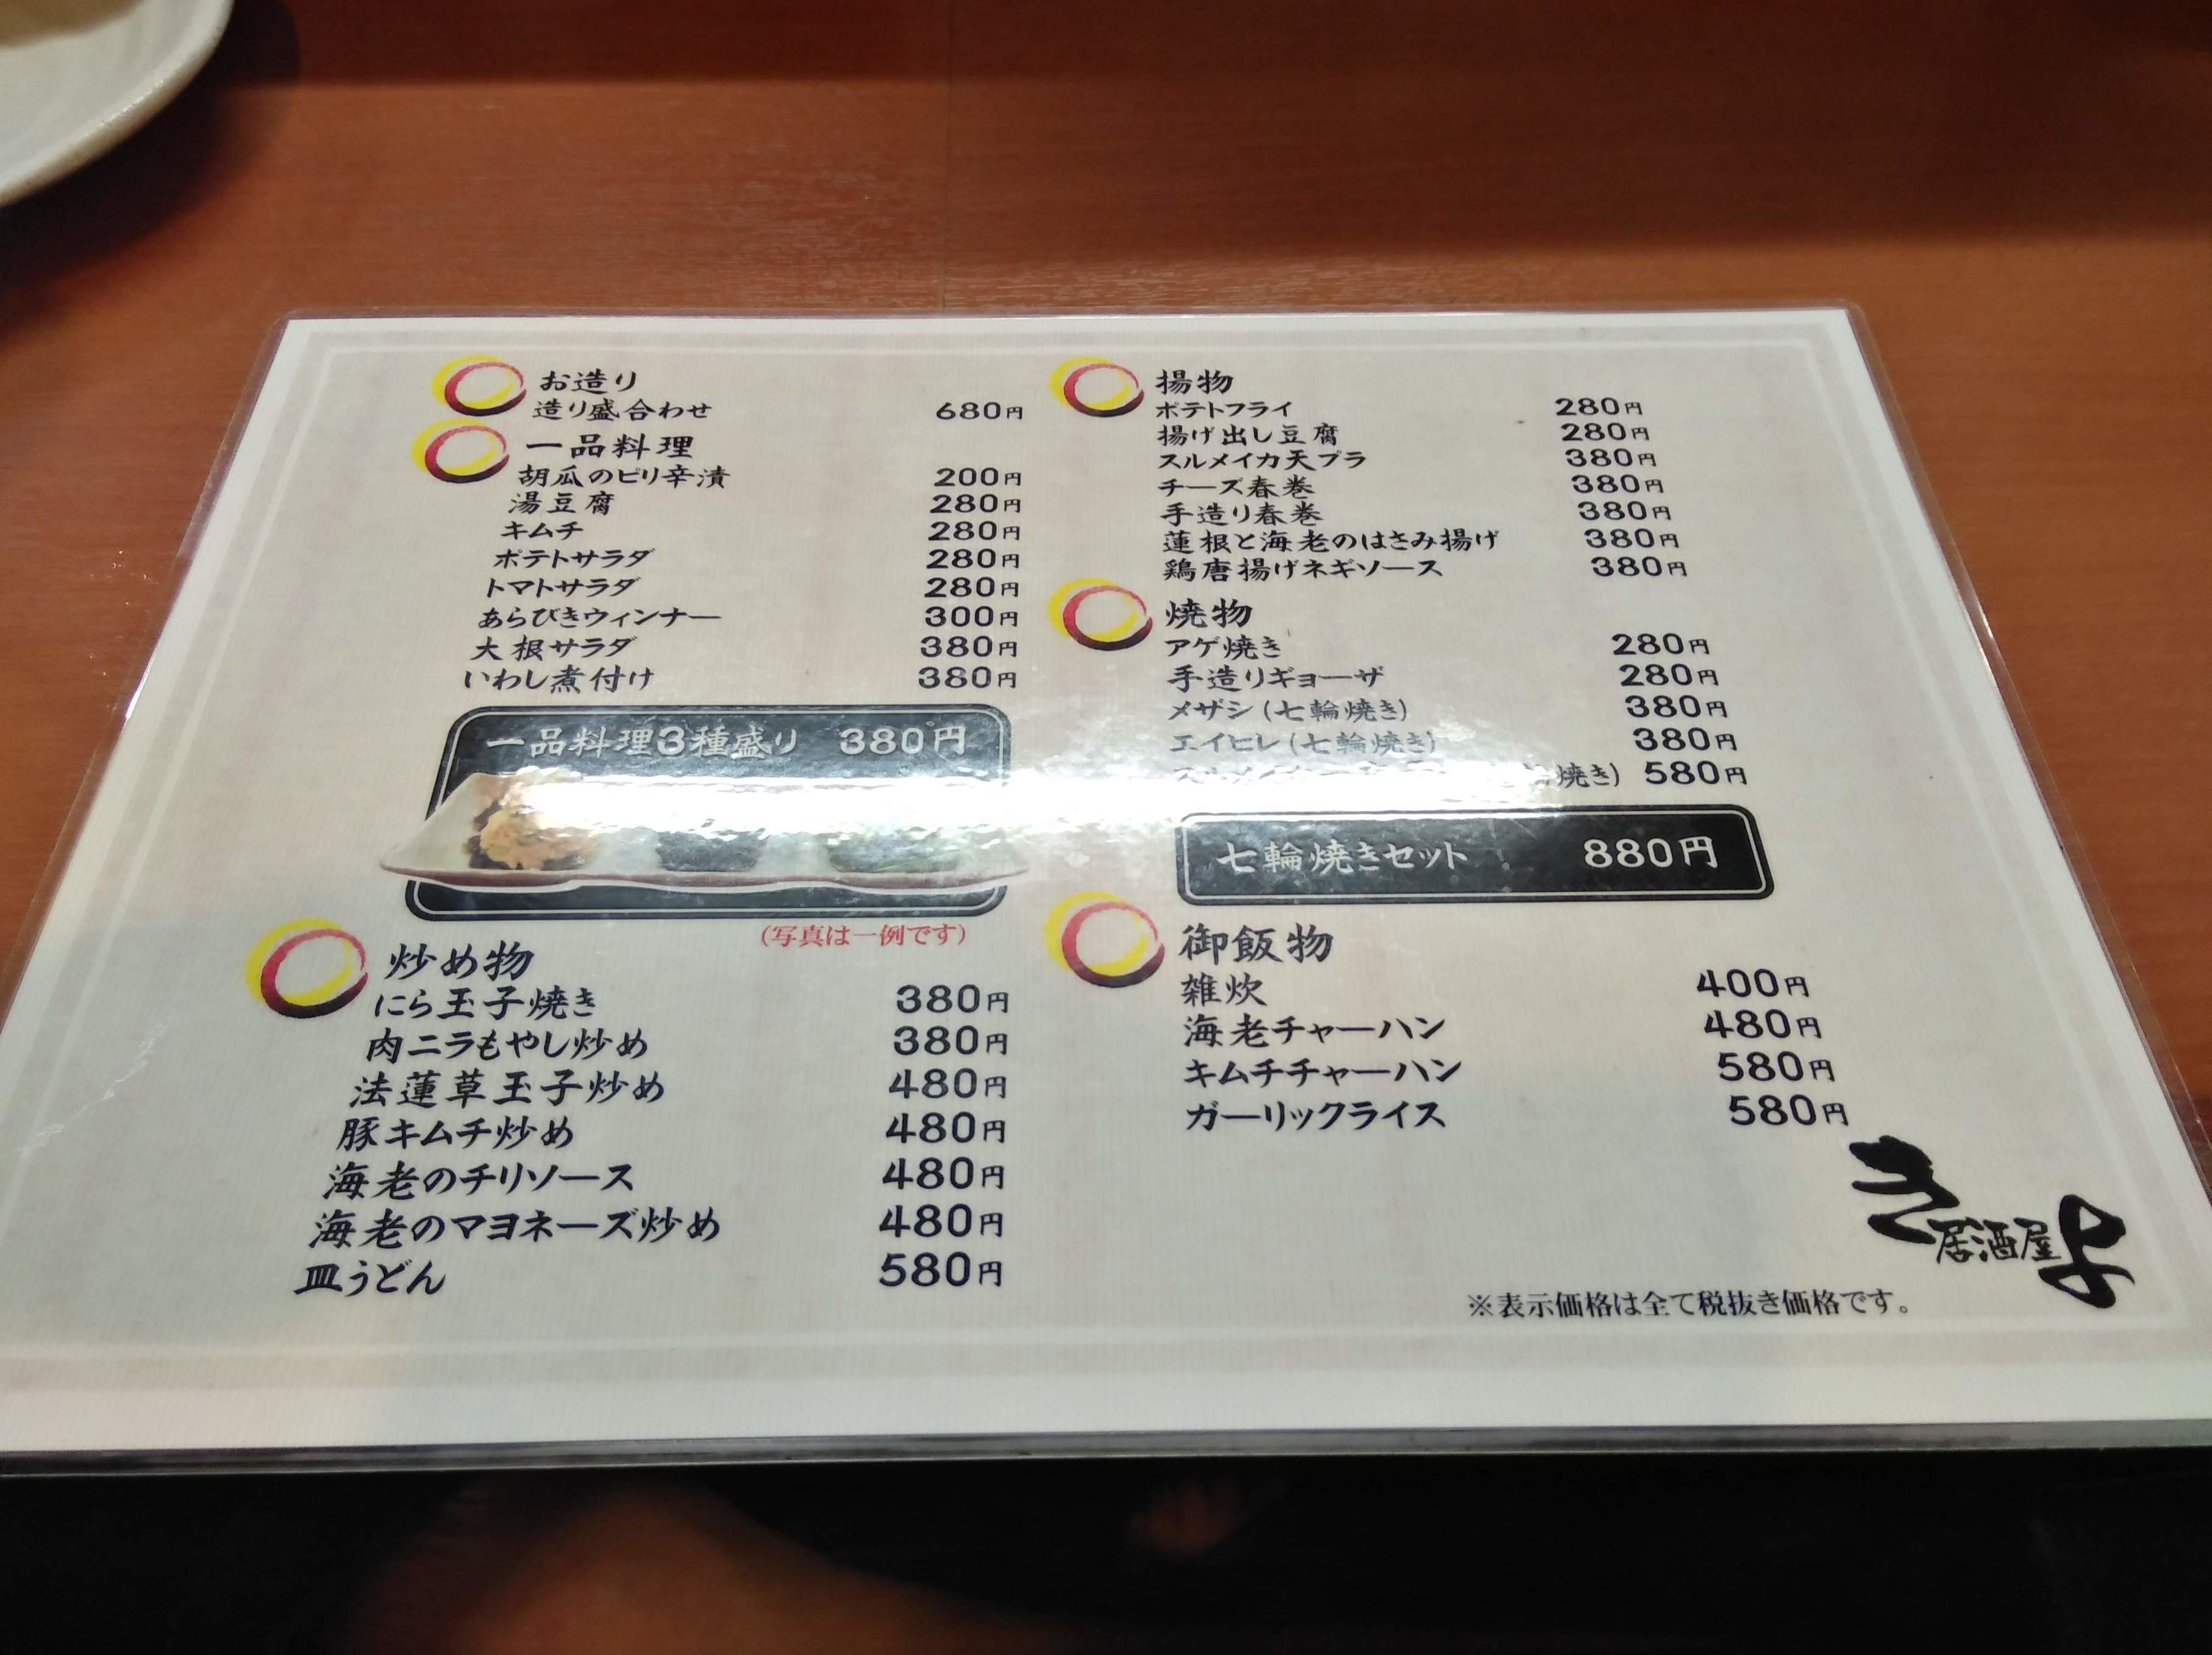 お造り
造り盛合わせ 680円
一品料理
胡瓜のピリ辛漬 200円
湯豆腐 280円
キムチ 280円
ポテトサラダ 280円
トマトサラダ 280円
あらびきウィンナー 300円
大根サラダ 380円
いわし煮付け 380円
一品料理3種盛り 380円
(写真は一例です)
炒め物
にら玉子焼き 380円
肉ニラもやし炒め 380円
法蓮草玉子炒め 480円
豚キムチ炒め 480円
海老のチリソース 480円
海老のマヨネーズ炒め 480円
皿うどん 580円
揚物
ポテトフライ 280円
揚げ出し豆腐 280円
スルメイカ天プラ 380円
チーズ春巻 380円
手造り春巻 380円
蓮根と海老のはさみ揚げ 380円
鶏唐揚げネギソース 380円
焼物
アゲ焼き 280円
手造りギョーザ 280円
メザシ(七輪焼き) 380円
エイヒレ(七輪焼き) 380円
焼き) 580円
七輪焼きセット 880円
御飯物
雑炊 400円
海老チャーハン 480円
キムチチャーハン 580円
ガーリックライス 580円
居酒屋
※表示価格は全て税抜き価格です。